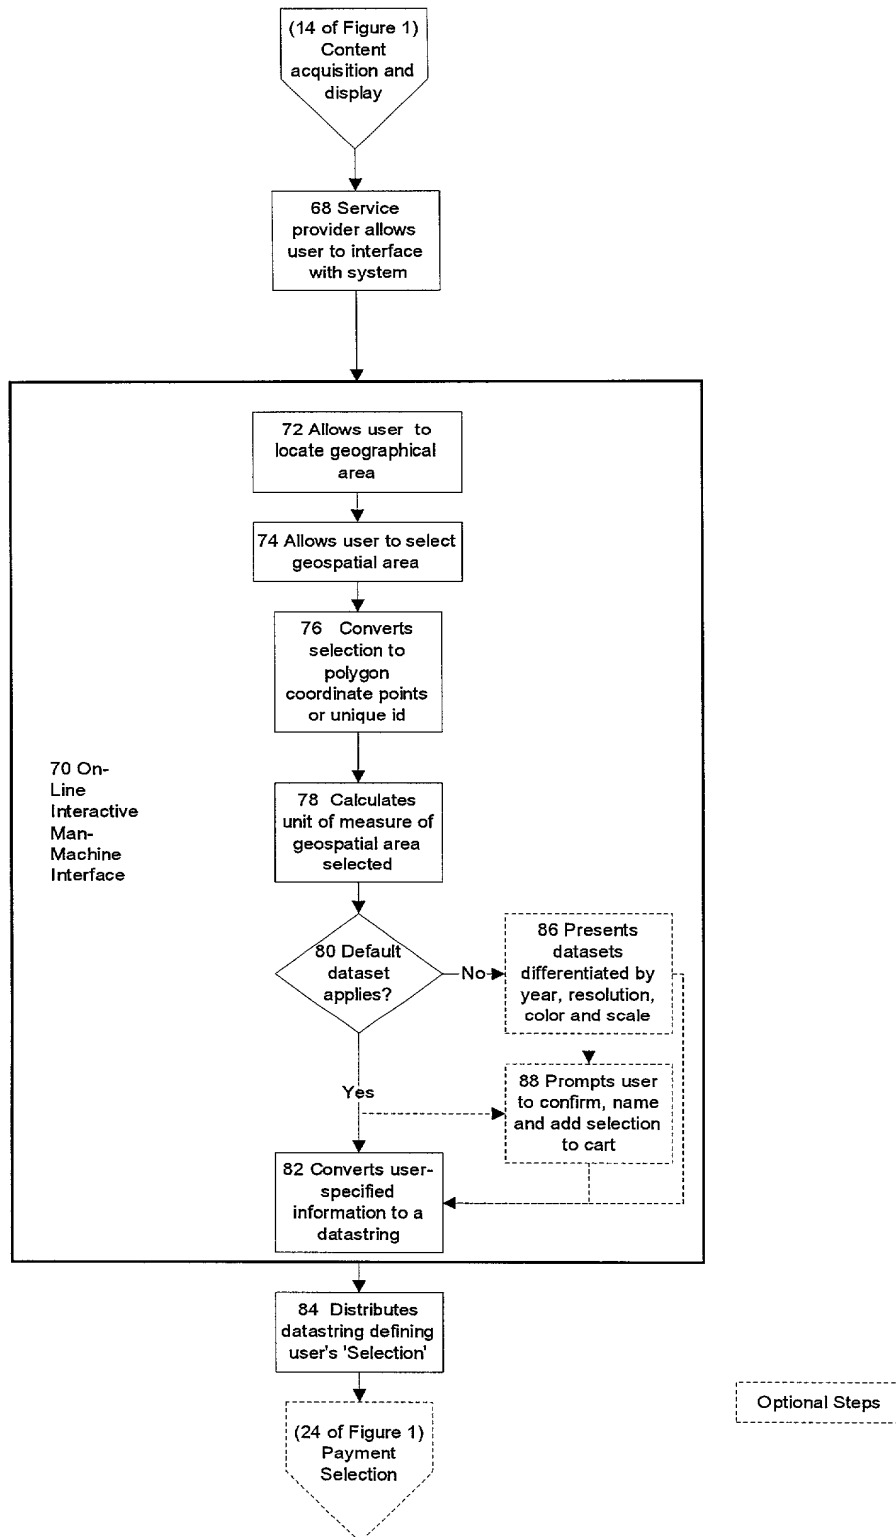 (14 of Figure 1)
Content
acquisition and
display
68 Service
provider allows
user to interface
with system
72 Allows user to
locate geographical
area
74 Allows user to select
geospatial area
76 Converts
selection to
polygon
coordinate points
or unique id
70 On-
Line
Interactive
Man-
Machine
Interface
78 Calculates
unit of measure of
geospatial area
selected
80 Default
dataset
applies?
No
86 Presents
datasets
differentiated by
year, resolution,
color and scale
Yes
88 Prompts user
to confirm, name
and add selection
to cart
82 Converts user-
specified
information to a
datastring
84 Distributes
datastring defining
user's 'Selection'
Optional Steps
(24 of Figure 1)
Payment
Selection